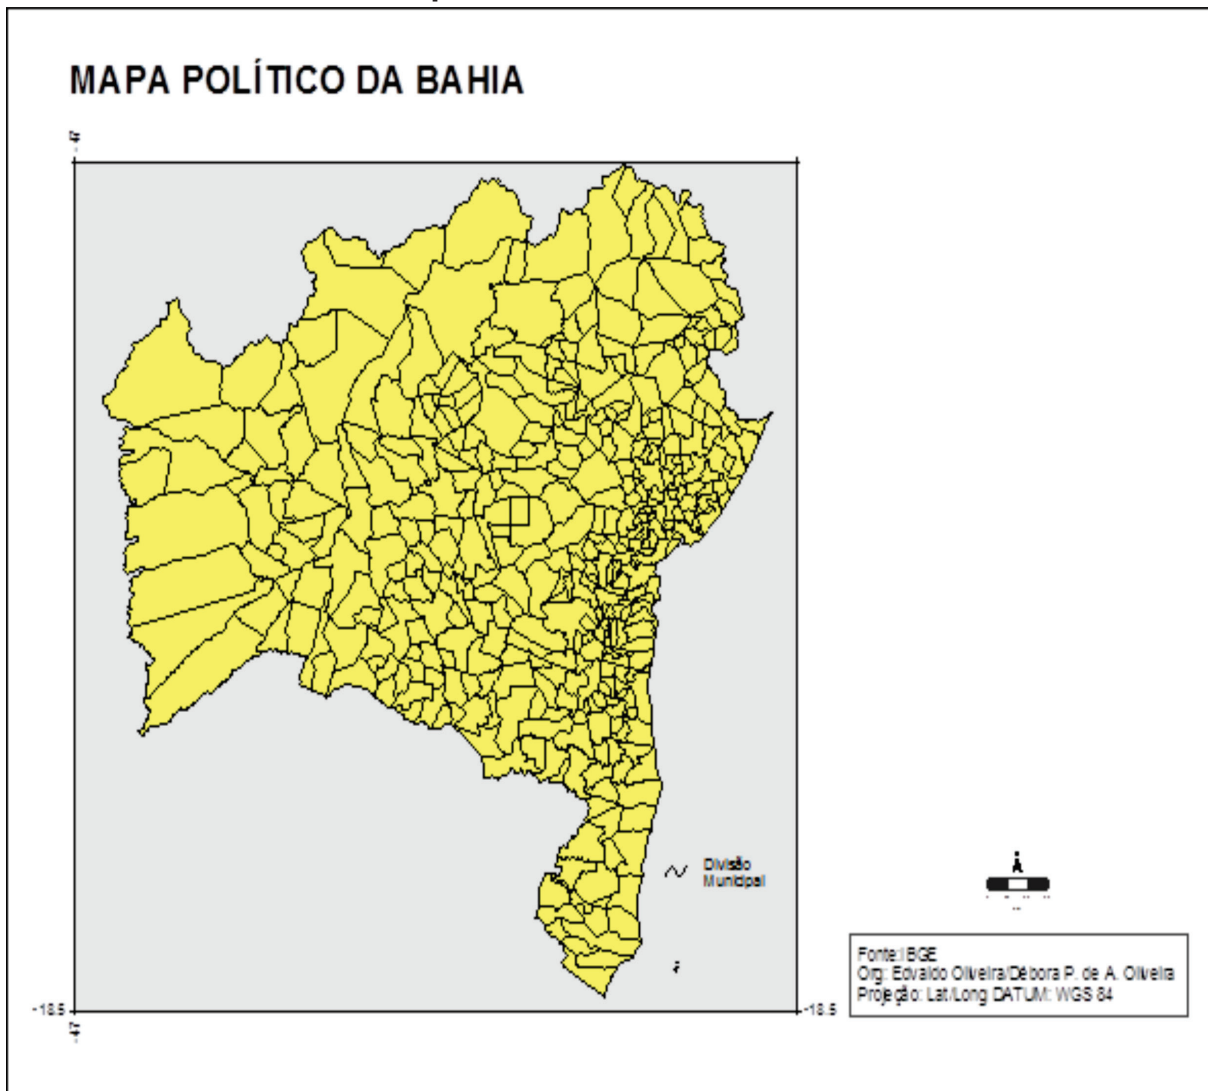 MAPA POLÍTICO DA BAHIA
-47
Divisão
Municipal
-18.5
-18.5
-47
Fonte:IBGE
Org: Edvaldo Oliveira/Débora P. de A. Oliveira
Projeção: Lat/Long DATUM: WGS 84